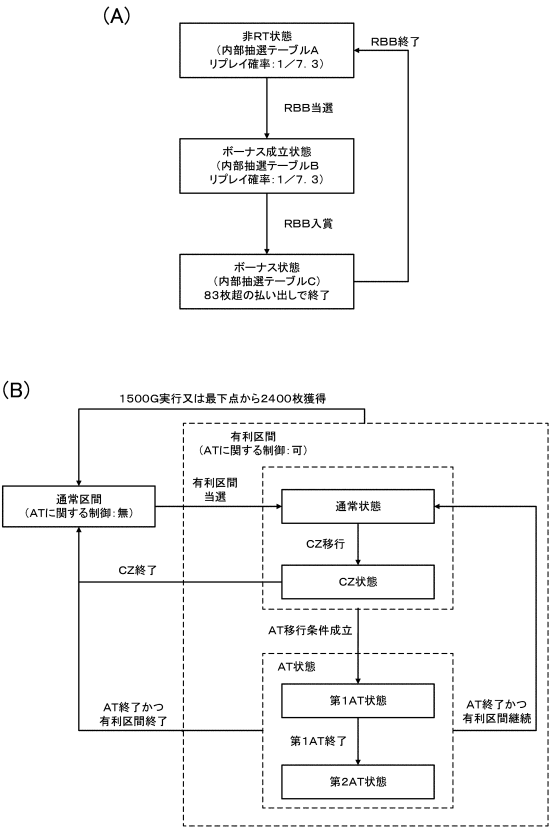 (A)
非RT状態
(内部抽選テーブルA
リプレイ確率：1／7．3)
RBB終了
RBB当選
ボーナス成立状態
(内部抽選テーブルB
リプレイ確率：1／7．3)
RBB入賞
ボーナス状態
(内部抽選テーブルC)
83枚超の払い出しで終了
(B)
1500G実行又は最下点から2400枚獲得
有利区間
(ATに関する制御：可)
通常区間
(ATに関する制御：無)
有利区間
当選
通常状態
CZ移行
CZ終了
CZ状態
AT移行条件成立
AT状態
第1AT状態
AT終了かつ
有利区間終了
AT終了かつ
有利区間継続
第1AT終了
第2AT状態